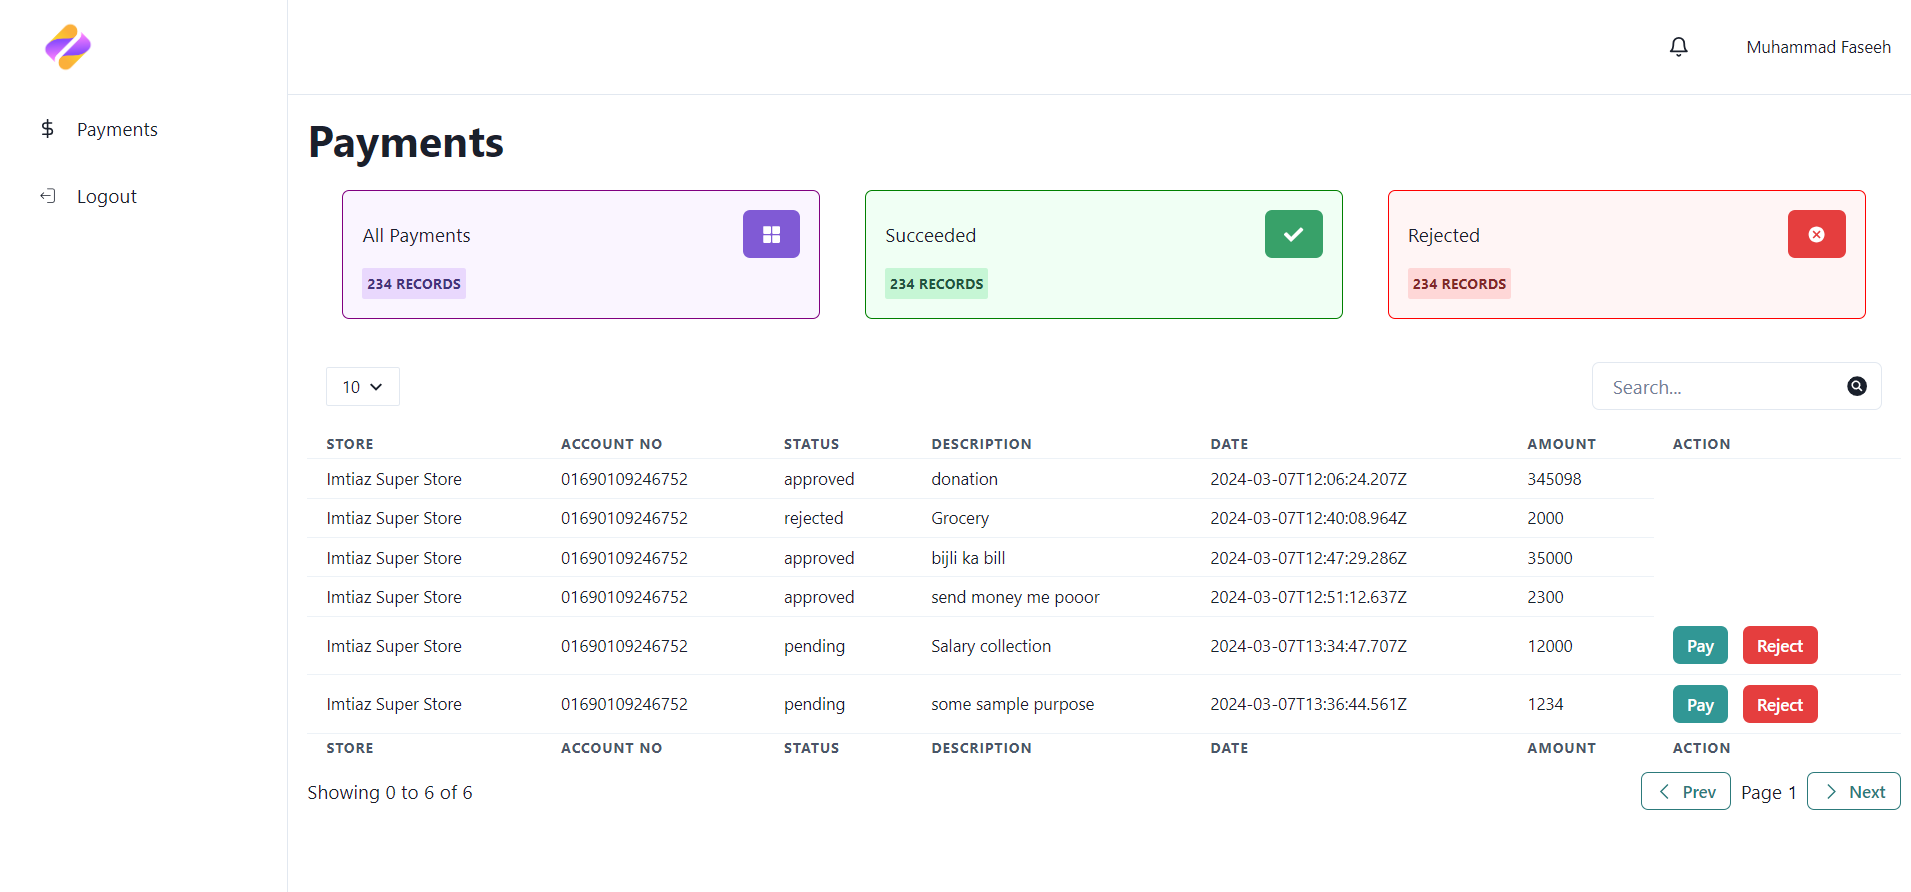 Muhammad Faseeh
Payments
Logout
Payments
All Payments
234 RECORDS
Succeeded
234 RECORDS
Rejected
234 RECORDS
10
Search...
STORE ACCOUNT NO STATUS DESCRIPTION DATE AMOUNT ACTION
Imtiaz Super Store 01690109246752 approved donation 2024-03-07T12:06:24.207Z 345098
Imtiaz Super Store 01690109246752 rejected Grocery 2024-03-07T12:40:08.964Z 2000
Imtiaz Super Store 01690109246752 approved bijli ka bill 2024-03-07T12:47:29.286Z 35000
Imtiaz Super Store 01690109246752 approved send money me pooor 2024-03-07T12:51:12.637Z 2300
Imtiaz Super Store 01690109246752 pending Salary collection 2024-03-07T13:34:47.707Z 12000 Pay Reject
Imtiaz Super Store 01690109246752 pending some sample purpose 2024-03-07T13:36:44.561Z 1234 Pay Reject
STORE ACCOUNT NO STATUS DESCRIPTION DATE AMOUNT ACTION
Showing 0 to 6 of 6 Prev Page 1 Next